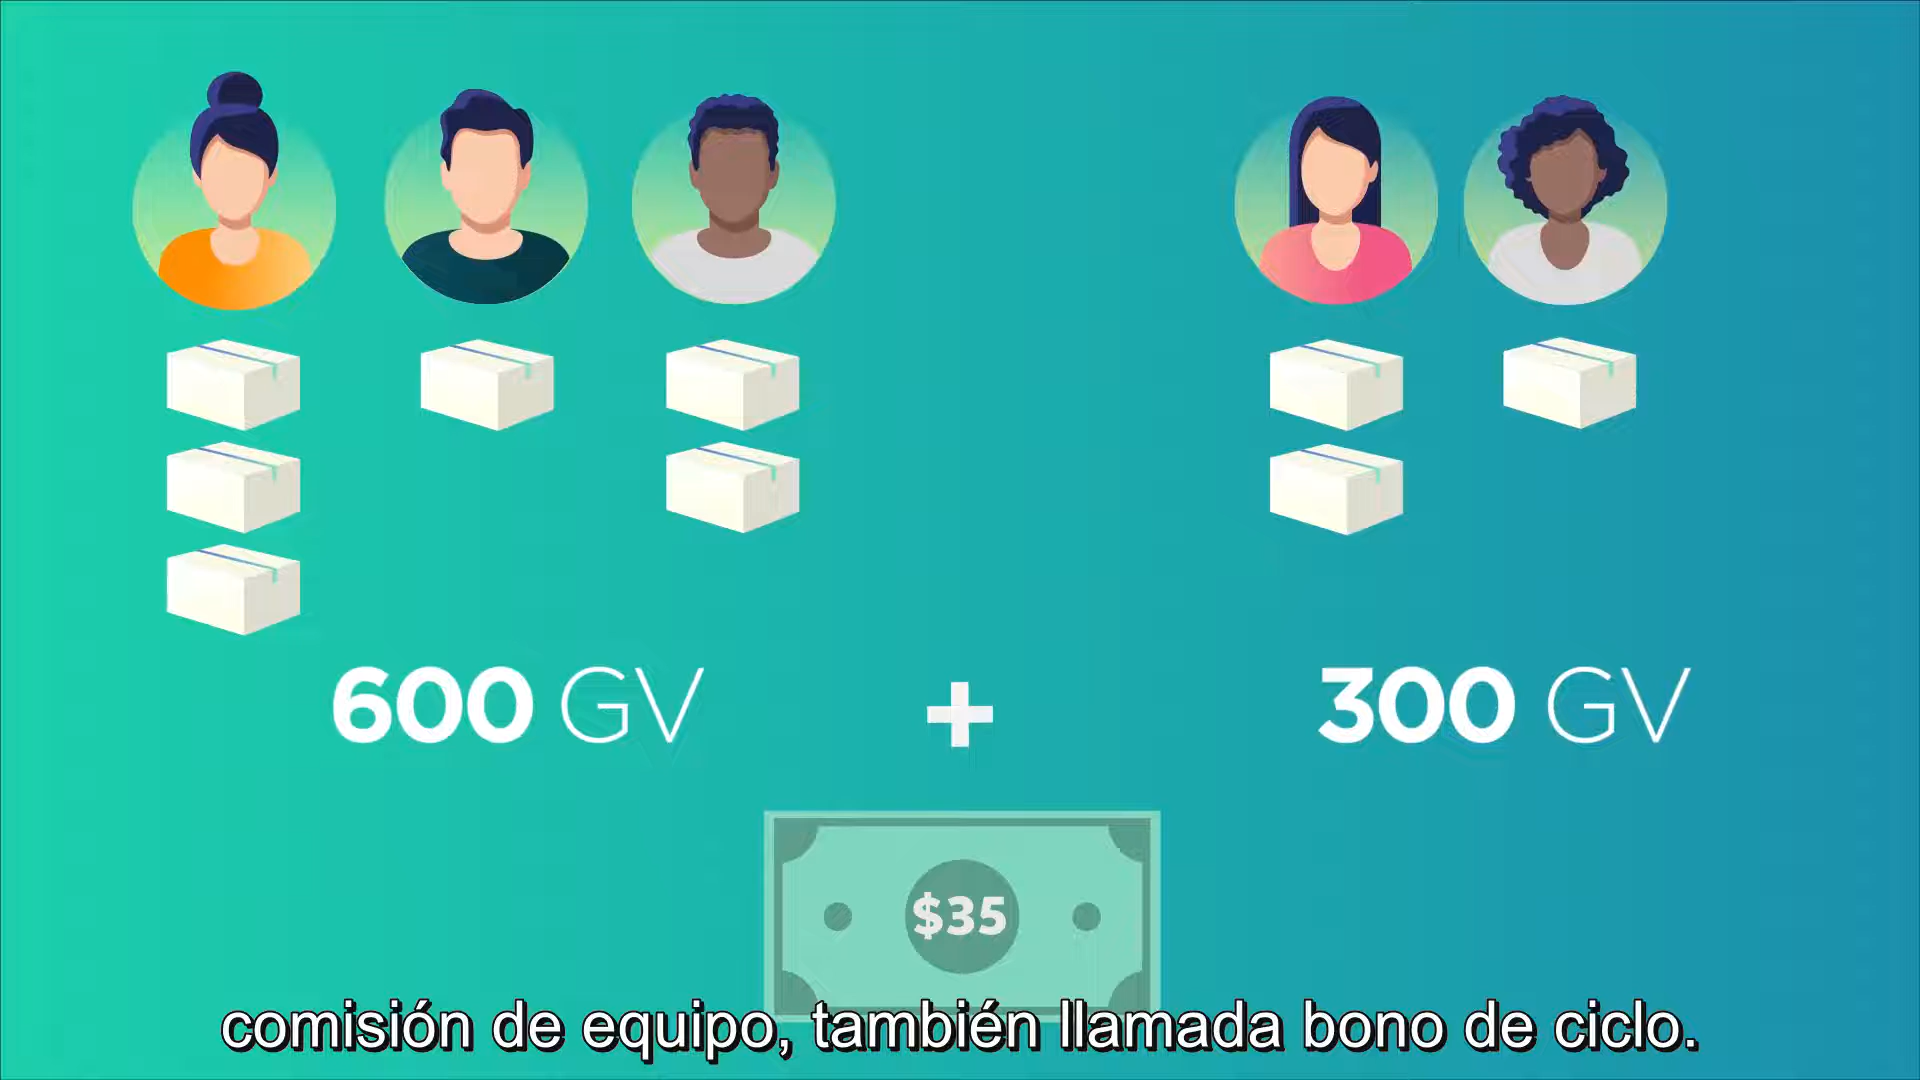 600 GV + 300 GV
$35
comisión de equipo, también llamada bono de ciclo.